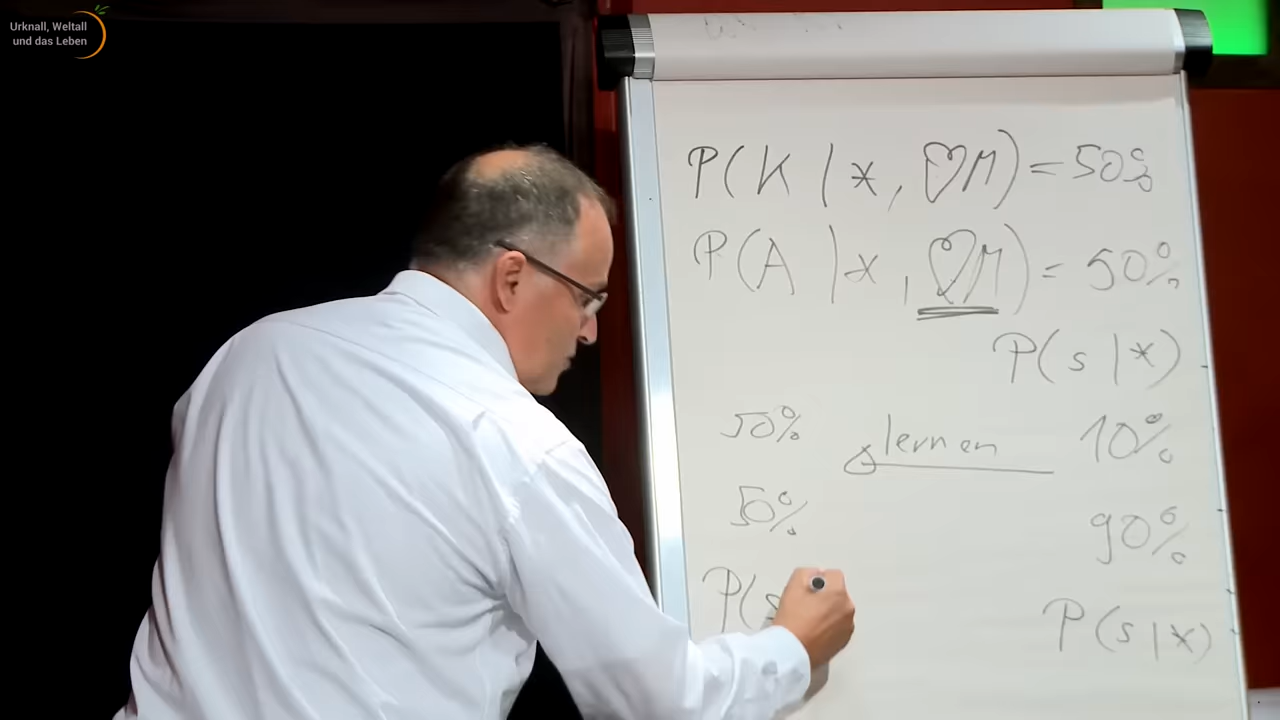 Urknall, Weltall
und das Leben
P(K | *, ♡M) = 50%
P(A | *, ♡M) = 50%
P(s | *)
50% lernen 10%
50% 90%
P(s P(s | *)